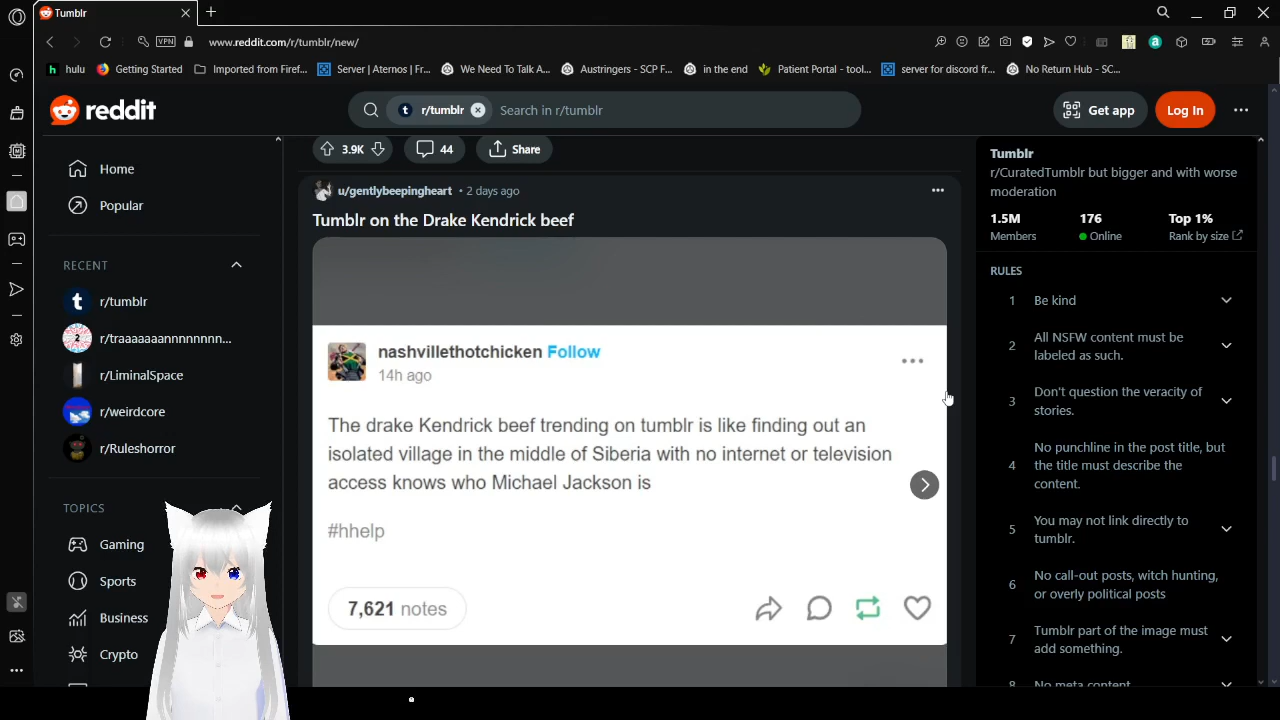 Tumblr
www.reddit.com/r/tumblr/new/
VPN
hulu
Getting Started
Imported from Firef...
Server | Aternos | Fr...
We Need To Talk A...
Austringers - SCP F...
in the end
Patient Portal - tool...
server for discord fr...
No Return Hub - SC...
reddit
r/tumblr
Search in r/tumblr
Get app
Log In
Home
Popular
RECENT
r/tumblr
r/traaaaaaannnnnnnn...
r/LiminalSpace
r/weirdcore
r/Ruleshorror
TOPICS
Gaming
Sports
Business
Crypto
3.9K
44
Share
u/gentlybeepingheart • 2 days ago
Tumblr on the Drake Kendrick beef
nashvillethotchicken Follow
14h ago
The drake Kendrick beef trending on tumblr is like finding out an
isolated village in the middle of Siberia with no internet or television
access knows who Michael Jackson is
#hhelp
7,621 notes
Tumblr
r/CuratedTumblr but bigger and with worse
moderation
1.5M
Members
176
Online
Top 1%
Rank by size
RULES
1 Be kind
2 All NSFW content must be
labeled as such.
3 Don't question the veracity of
stories.
4 No punchline in the post title, but
the title must describe the
content.
5 You may not link directly to
tumblr.
6 No call-out posts, witch hunting,
or overly political posts
7 Tumblr part of the image must
add something.
8 No meta content